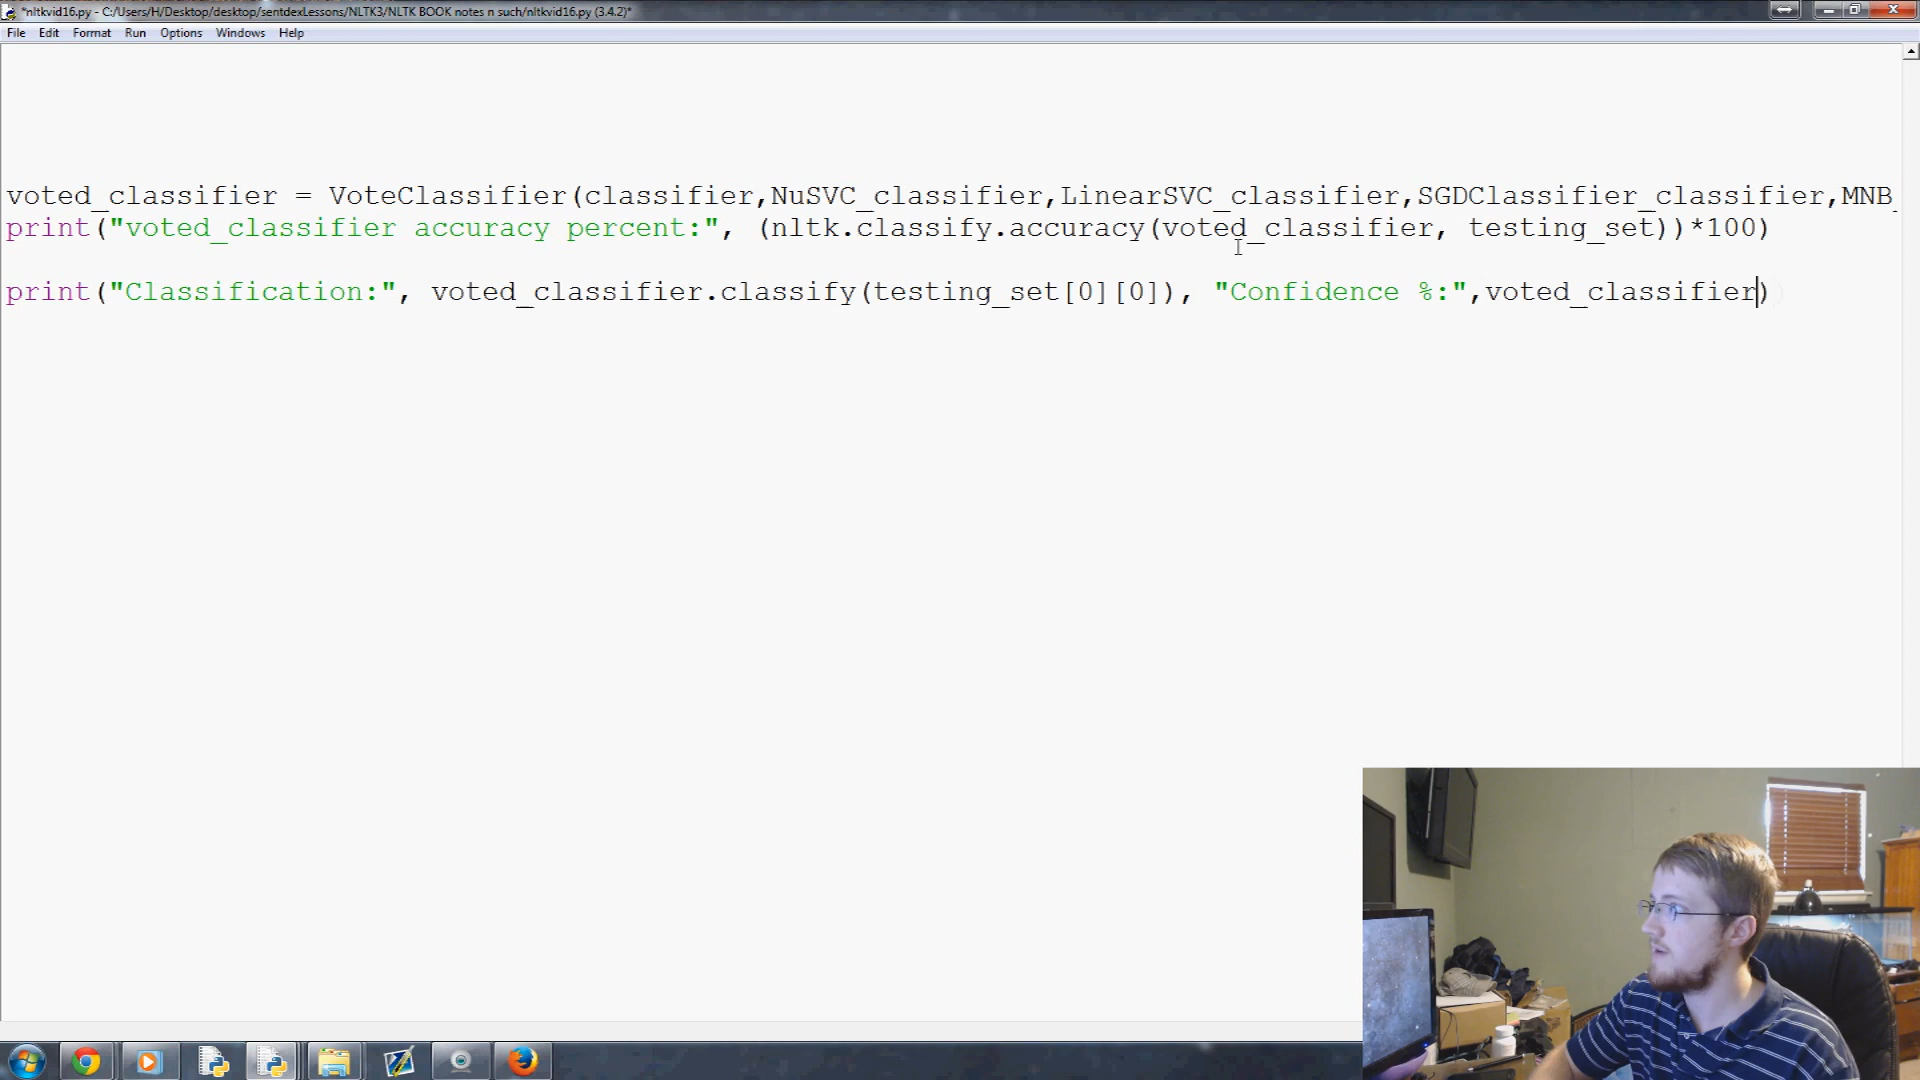 *nltkvid16.py - C:/Users/H/Desktop/desktop/sentdexLessons/NLTK3/NLTK BOOK notes n such/nltkvid16.py (3.4.2)*
File Edit Format Run Options Windows Help
voted_classifier = VoteClassifier(classifier,NuSVC_classifier,LinearSVC_classifier,SGDClassifier_classifier,MNB_
print("voted_classifier accuracy percent:", (nltk.classify.accuracy(voted_classifier, testing_set))*100)
print("Classification:", voted_classifier.classify(testing_set[0][0]), "Confidence %:",voted_classifier)